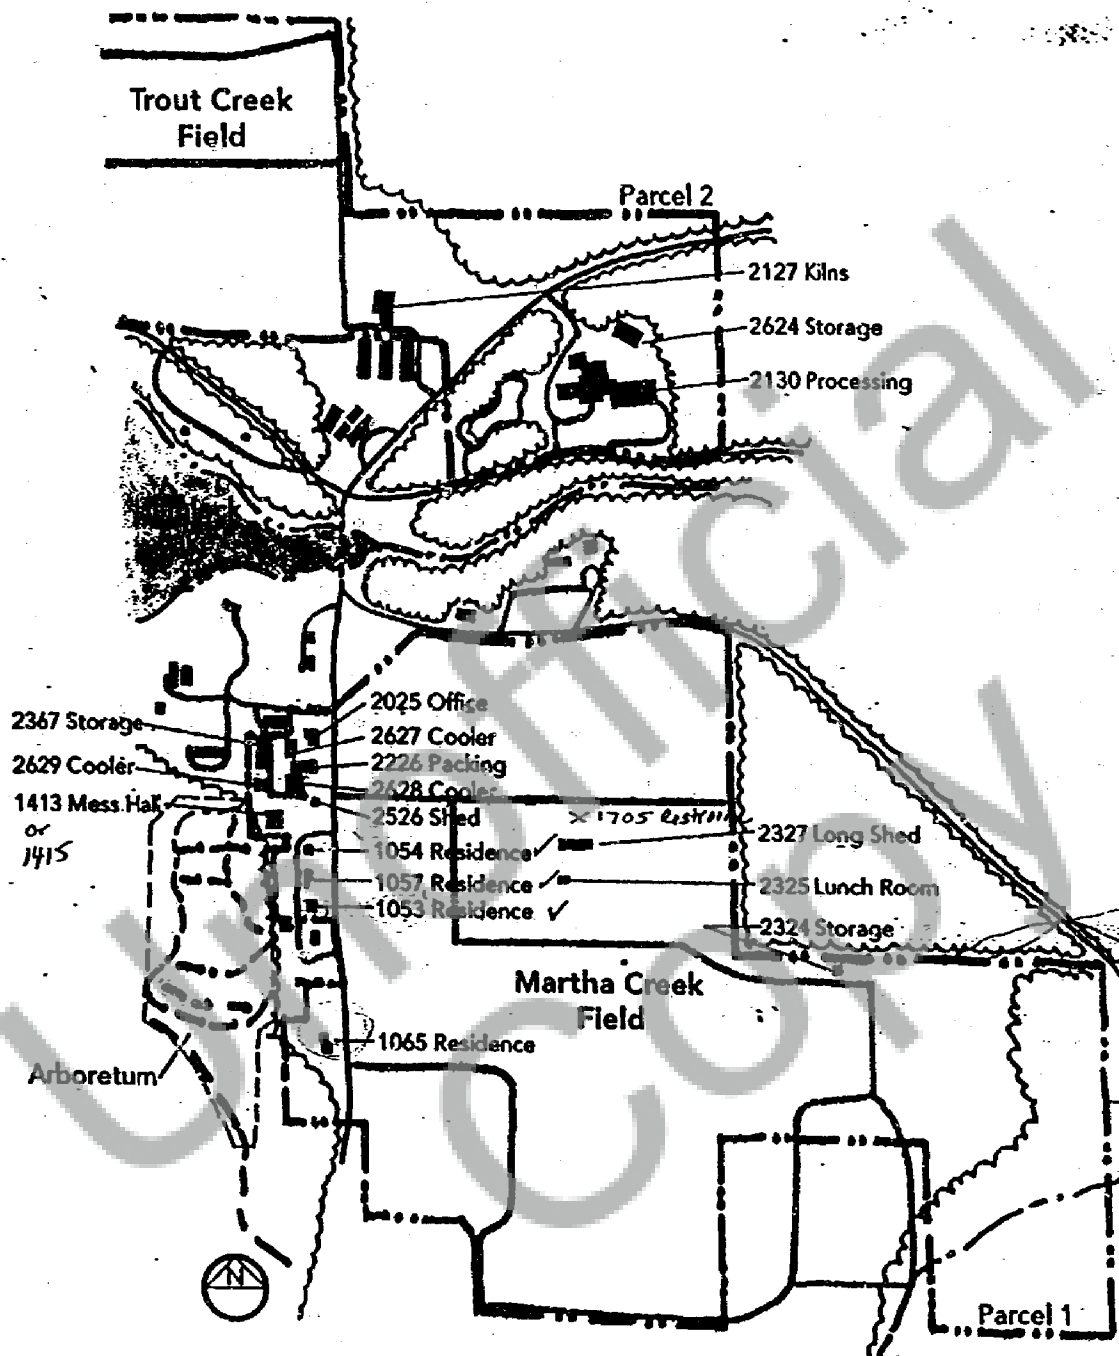 Trout Creek
Field
Parcel 2
2127 Kilns
2624 Storage
2130 Processing
2025 Office
2367 Storage
2627 Cooler
2226 Packing
2629 Cooler
2628 Cooler
1413 Mess Hall
or
1415
2526 Shed
x 1705 Restroom
2327 Long Shed
1054 Residence ✓
1057 Residence ✓
2325 Lunch Room
1053 Residence ✓
2324 Storage
Martha Creek
Field
1065 Residence
Arboretum
N
Parcel 1
Unofficial
Copy